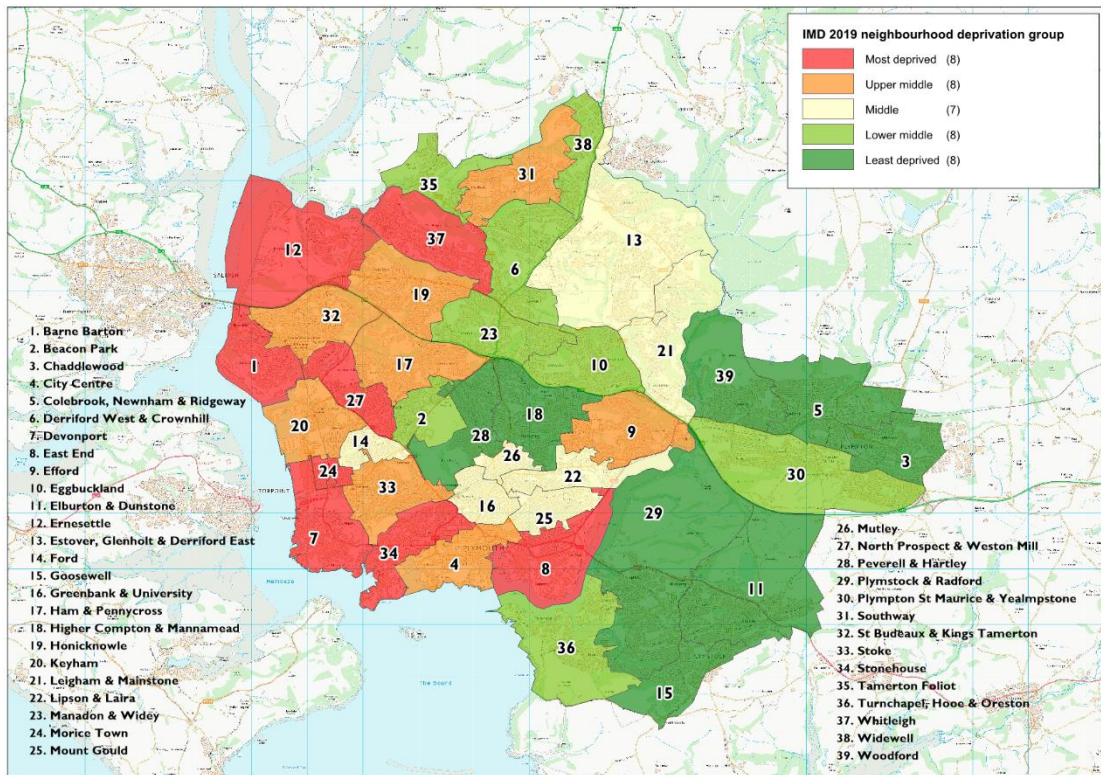 IMD 2019 neighbourhood deprivation group
Most deprived (8)
Upper middle (8)
Middle (7)
Lower middle (8)
Least deprived (8)
38
31
35
12
37
13
6
19
32
23
21
10
1
17
39
27
5
2
18
20
28
9
3
14
26
30
24
22
33
16
25
29
7
34
4
8
11
36
15
SALTASH
TORPOINT
PLYMOUTH
PLYMPTON
PLYMSTOCK
Hamoaze
The Sound
1. Barne Barton
2. Beacon Park
3. Chaddlewood
4. City Centre
5. Colebrook, Newnham & Ridgeway
6. Derriford West & Crownhill
7. Devonport
8. East End
9. Efford
10. Eggbuckland
11. Elburton & Dunstone
12. Ernesettle
13. Estover, Glenholt & Derriford East
14. Ford
15. Goosewell
16. Greenbank & University
17. Ham & Pennycross
18. Higher Compton & Mannamead
19. Honicknowle
20. Keyham
21. Leigham & Mainstone
22. Lipson & Laira
23. Manadon & Widey
24. Morice Town
25. Mount Gould
26. Mutley
27. North Prospect & Weston Mill
28. Peverell & Hartley
29. Plymstock & Radford
30. Plympton St Maurice & Yealmpstone
31. Southway
32. St Budeaux & Kings Tamerton
33. Stoke
34. Stonehouse
35. Tamerton Foliot
36. Turnchapel, Hooe & Oreston
37. Whitleigh
38. Widewell
39. Woodford